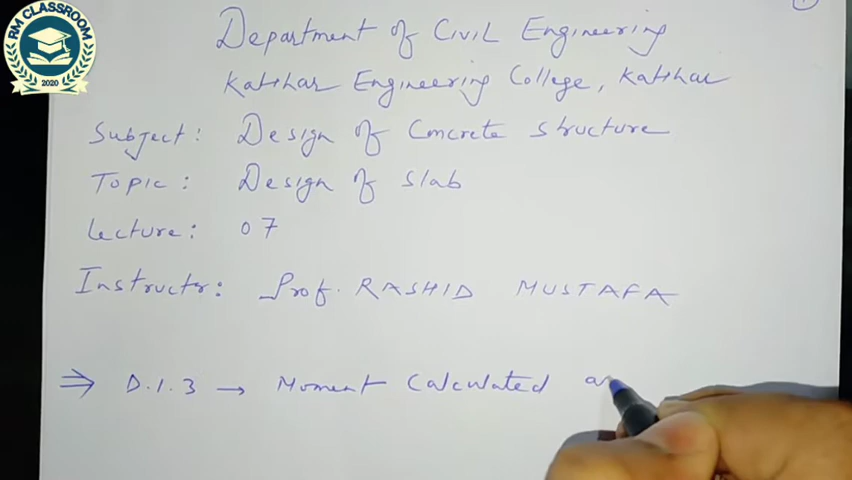 RM CLASSROOM
2020
Department of Civil Engineering
Katihar Engineering College, Katihar
Subject: Design of Concrete structure
Topic: Design of slab
Lecture: 07
Instructor: Prof. RASHID MUSTAFA
⇒ D.1.3 → Moment Calculated as